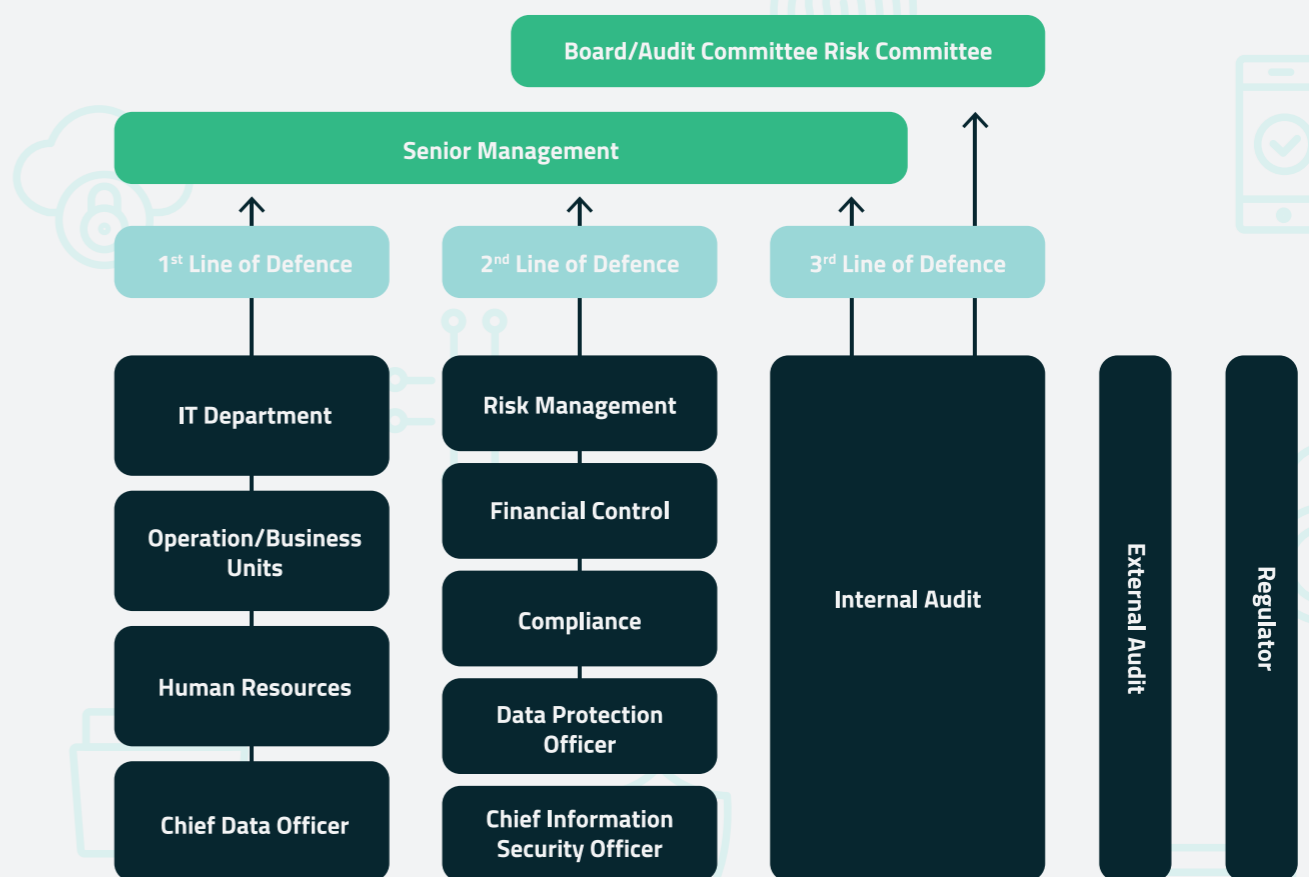 Board/Audit Committee Risk Committee
Senior Management
1st Line of Defence
2nd Line of Defence
3rd Line of Defence
IT Department
Operation/Business
Units
Human Resources
Chief Data Officer
Risk Management
Financial Control
Compliance
Data Protection
Officer
Chief Information
Security Officer
Internal Audit
External Audit
Regulator